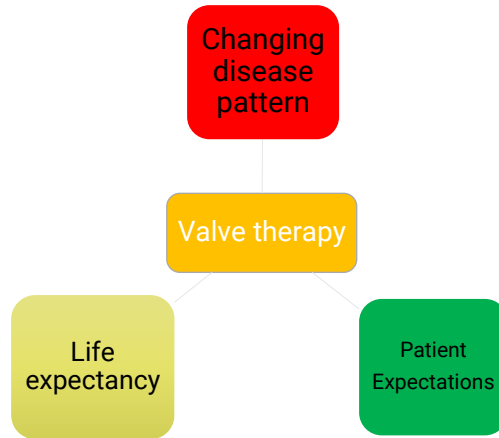 Changing
disease
pattern
Valve therapy
Life
expectancy
Patient
Expectations